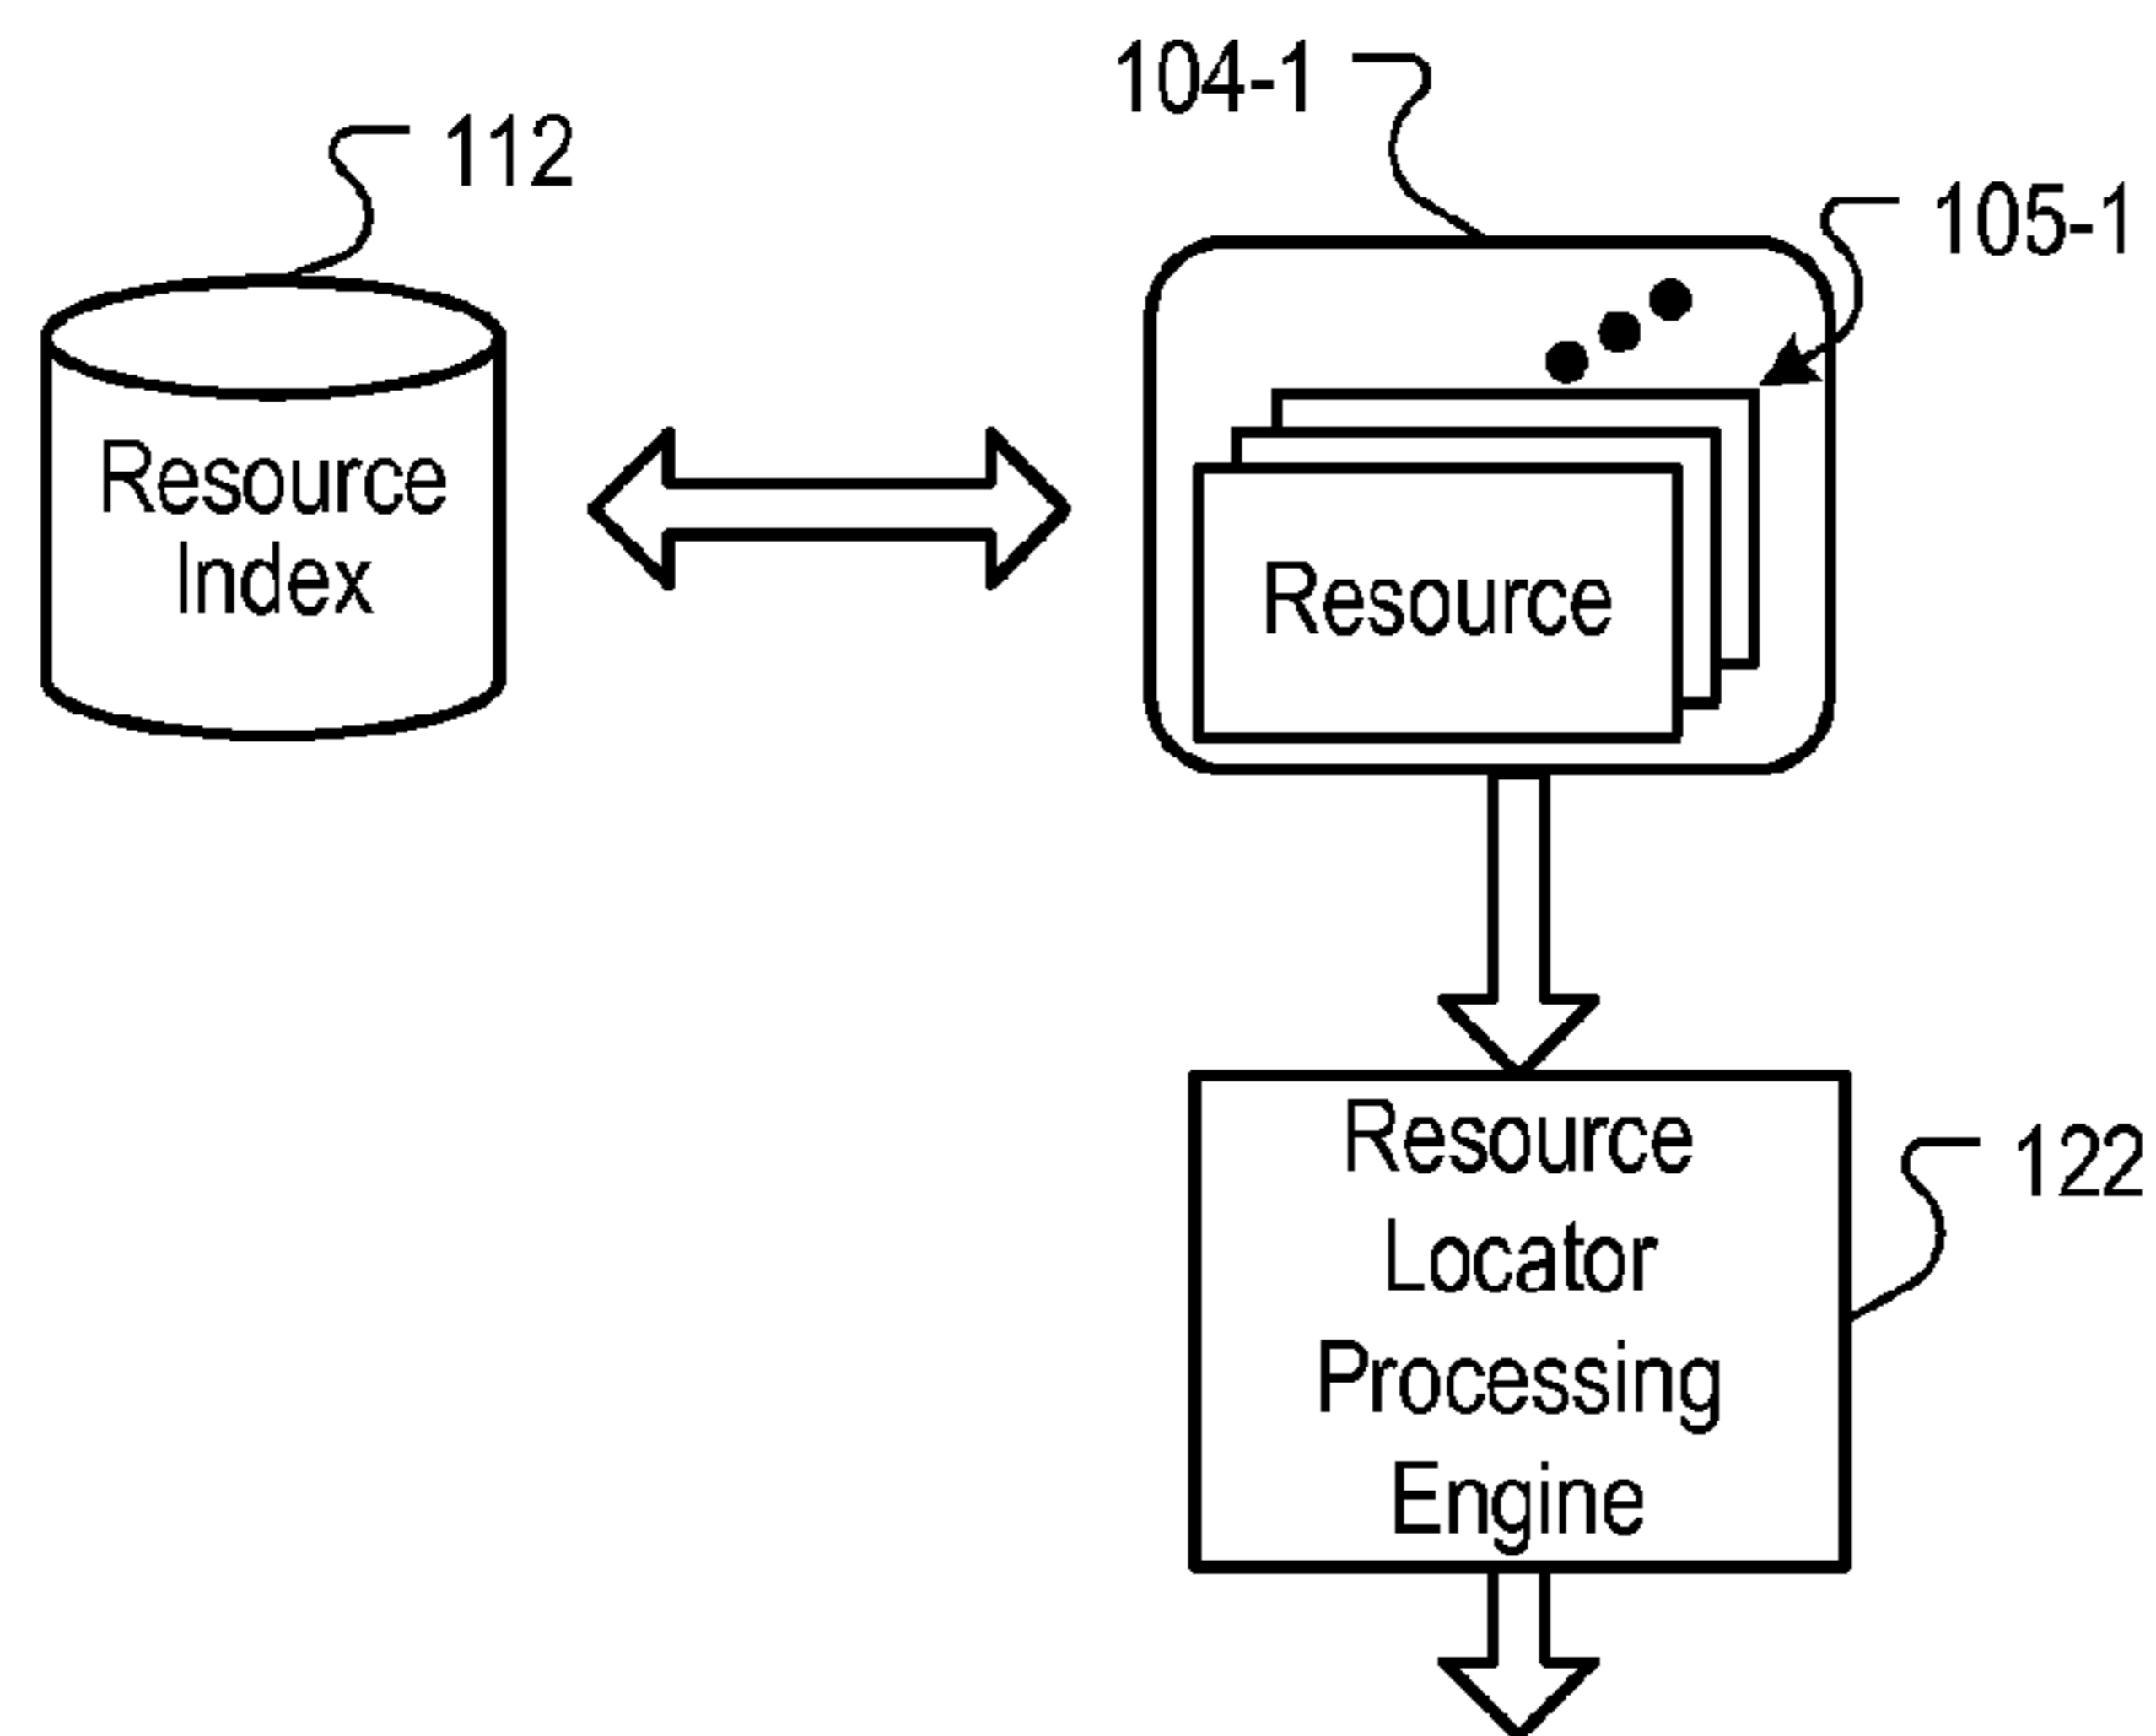 104-1
112
105-1
Resource
Index
Resource
Resource
Locator
Processing
Engine
122